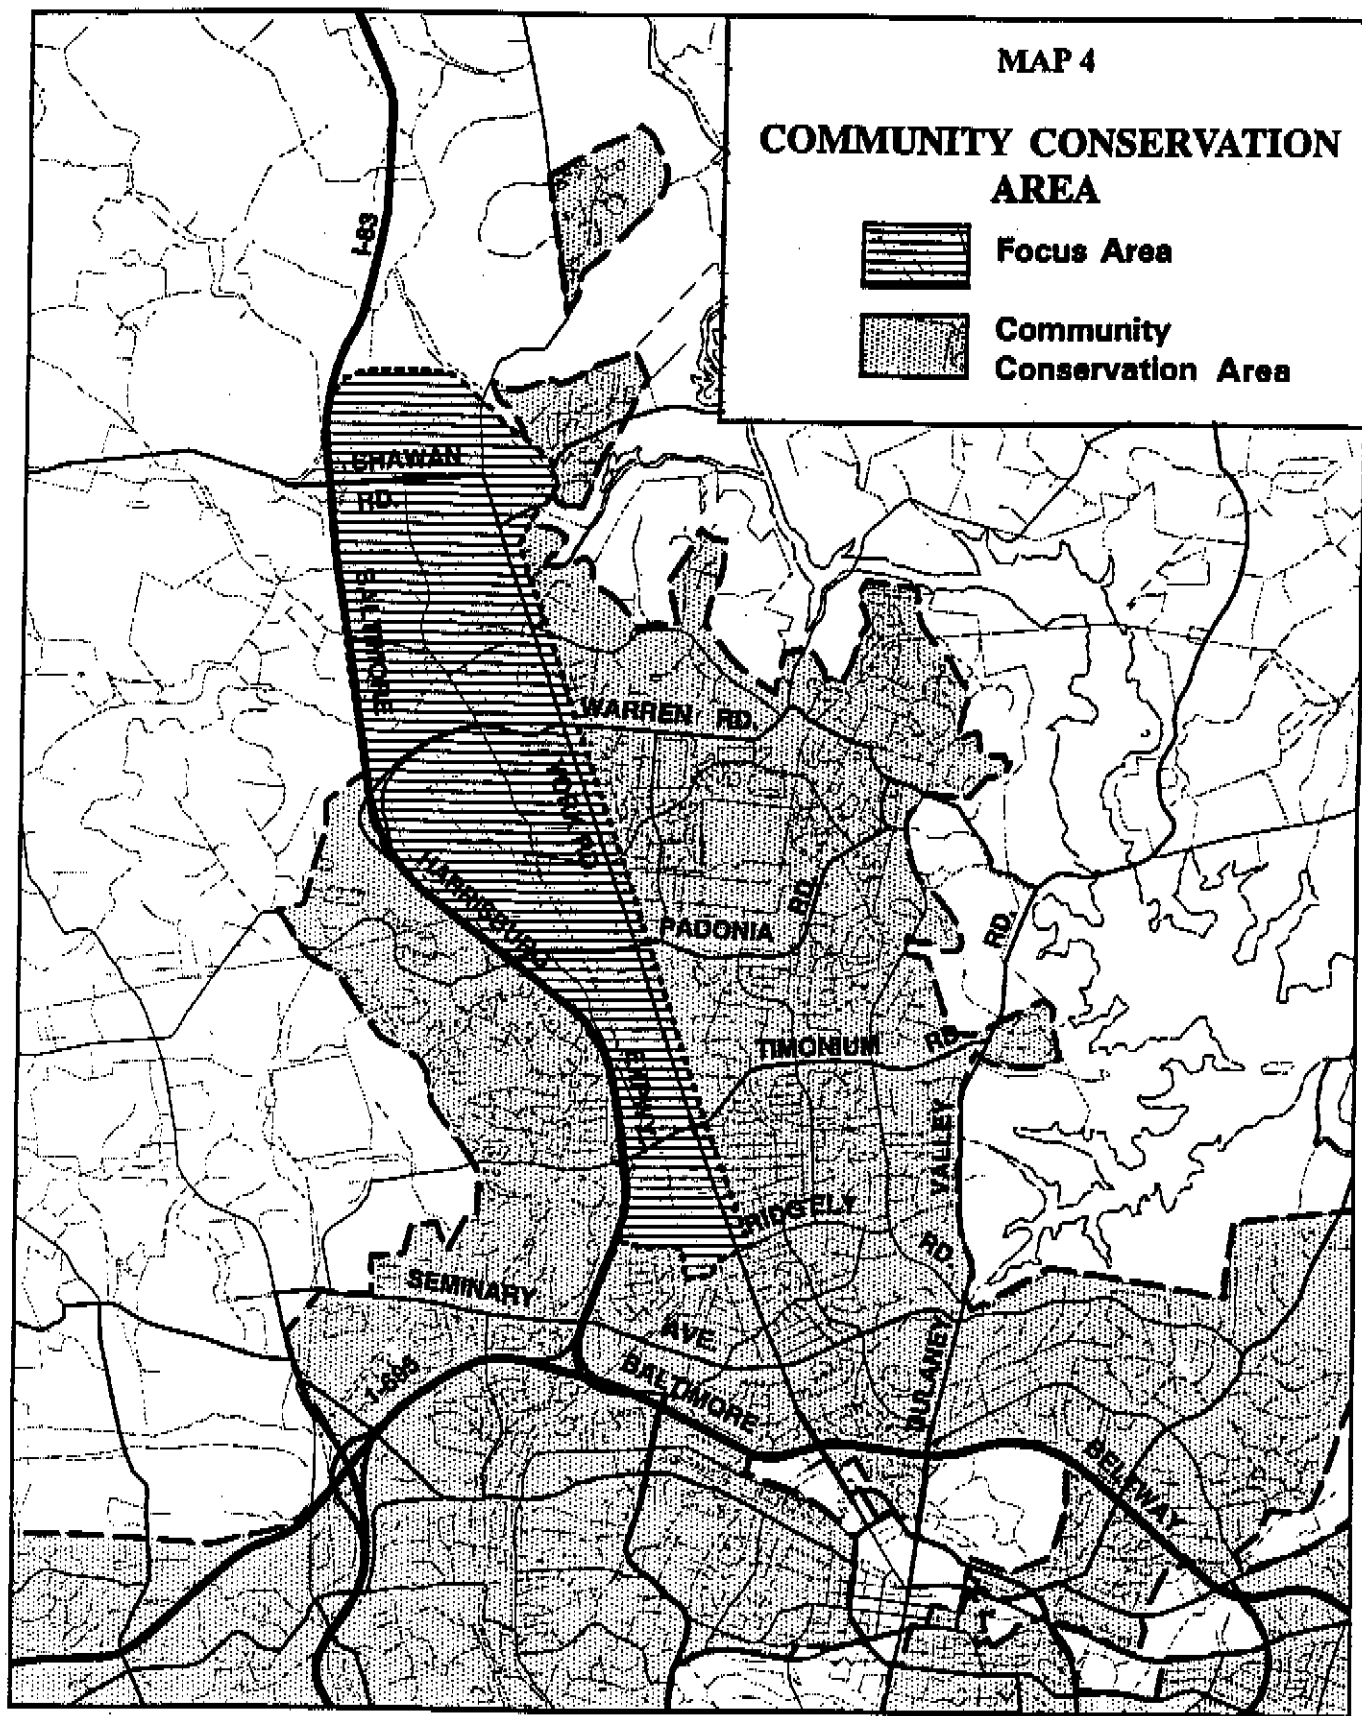 MAP 4
COMMUNITY CONSERVATION
AREA
Focus Area
Community
Conservation Area
I-83
SHAWAN
RD.
BALTIMORE
WARREN RD.
YORK RD.
HARRISBURG
PADONIA RD.
RD.
EXPWY.
TIMONIUM RD.
VALLEY
RIDGELY
RD.
SEMINARY
AVE.
DULANEY
I-695
BALTIMORE
BELTWAY